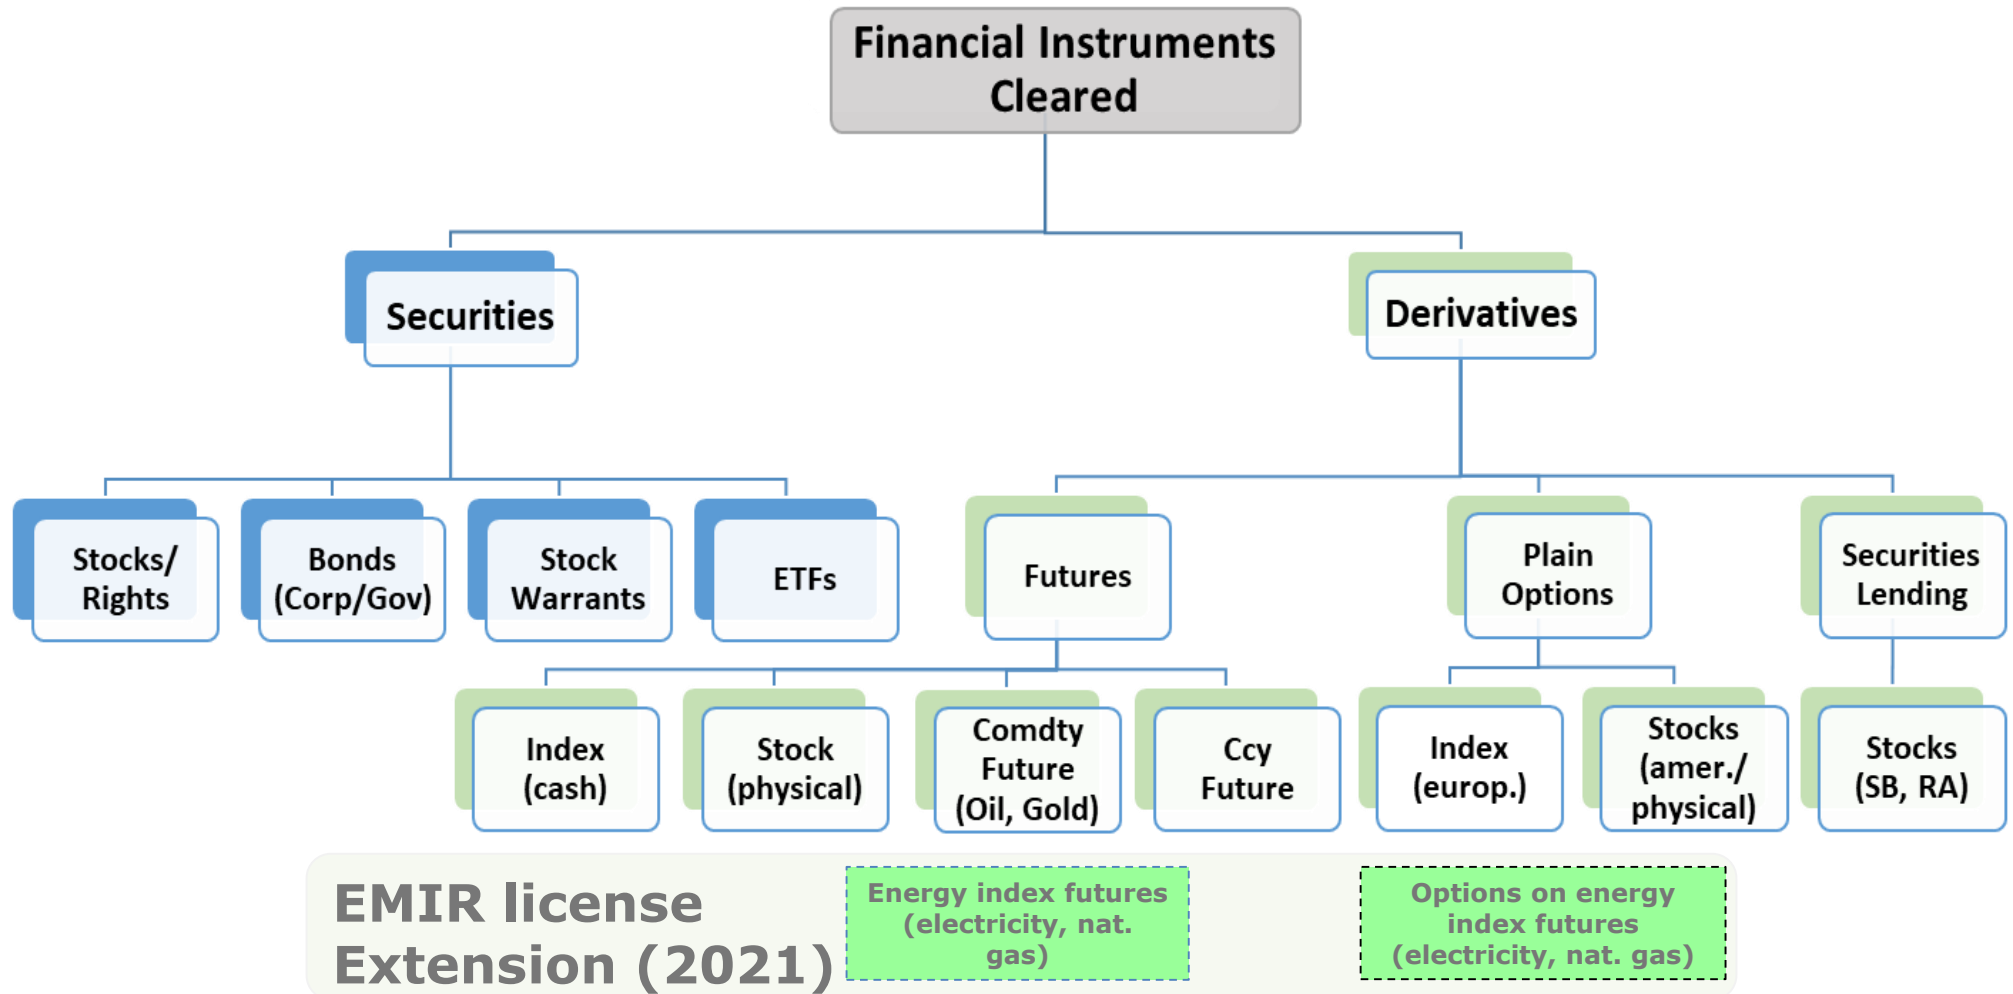 Financial Instruments
Cleared
Securities
Derivatives
Stocks/
Rights
Bonds
(Corp/Gov)
Stock
Warrants
ETFs
Futures
Plain
Options
Securities
Lending
Index
(cash)
Stock
(physical)
Comdty
Future
(Oil, Gold)
Ccy
Future
Index
(europ.)
Stocks
(amer./
physical)
Stocks
(SB, RA)
EMIR license
Extension (2021)
Energy index futures
(electricity, nat.
gas)
Options on energy
index futures
(electricity, nat. gas)